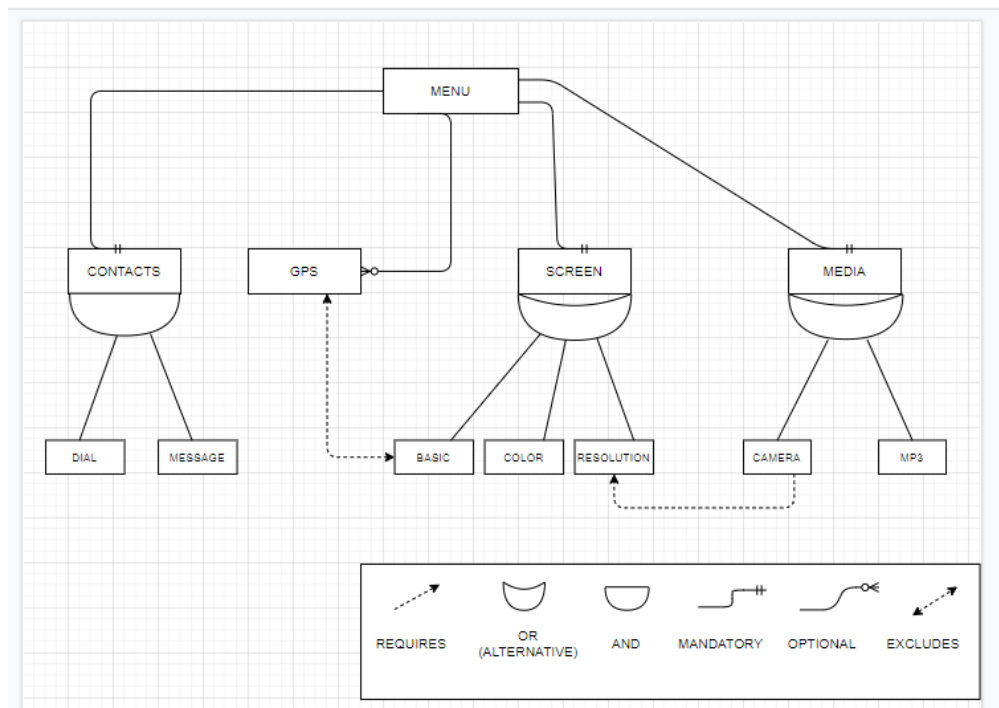 MENU
CONTACTS
GPS
SCREEN
MEDIA
DIAL
MESSAGE
BASIC
COLOR
RESOLUTION
CAMERA
MP3
REQUIRES
OR
(ALTERNATIVE)
AND
MANDATORY
OPTIONAL
EXCLUDES